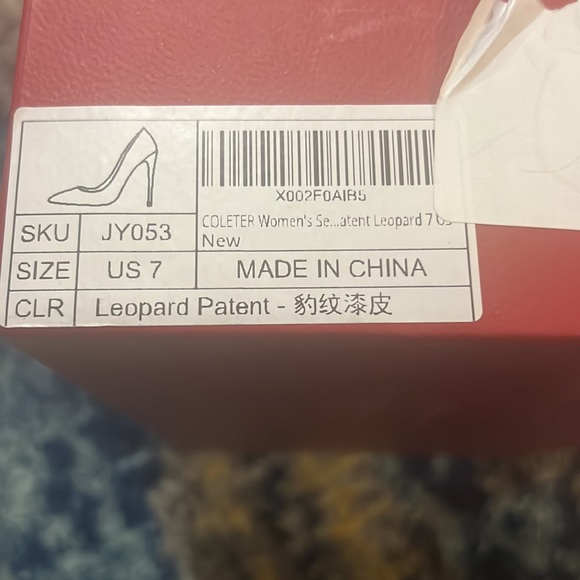 X002F0AIB5
COLETER Women's Se...atent Leopard 7 US
New
SKU JY053
SIZE US 7 MADE IN CHINA
CLR Leopard Patent - 豹纹漆皮